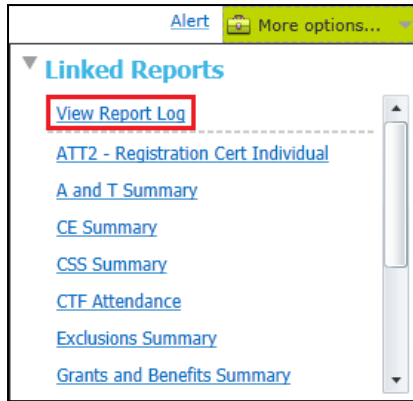 Alert More options...
Linked Reports
View Report Log
ATT2 - Registration Cert Individual
A and T Summary
CE Summary
CSS Summary
CTF Attendance
Exclusions Summary
Grants and Benefits Summary